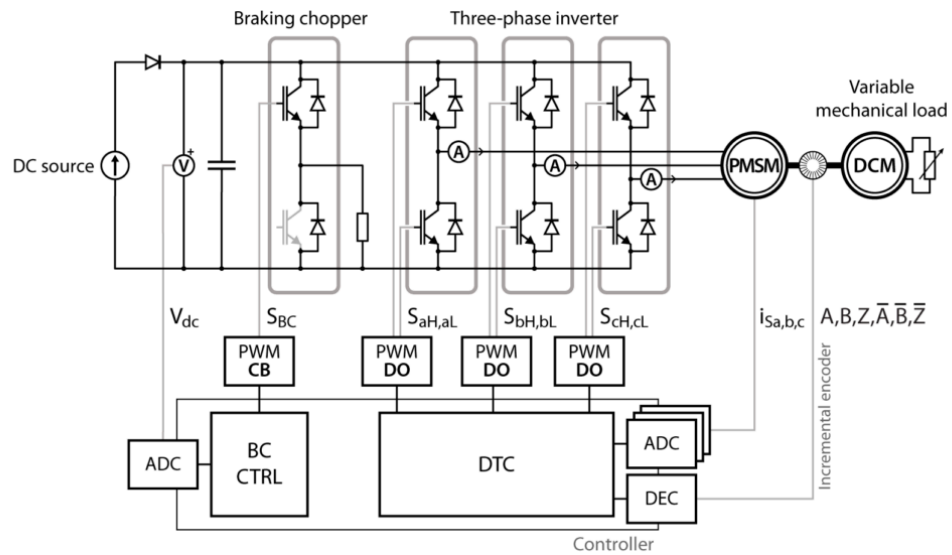 Braking chopper
Three-phase inverter
Variable
mechanical load
DC source
V
+
A
A
A
PMSM
DCM
V_dc
S_BC
S_aH,aL
S_bH,bL
S_cH,cL
i_Sa,b,c
A,B,Z,A̅,B̅,Z̅
PWM
CB
PWM
DO
PWM
DO
PWM
DO
Incremental encoder
ADC
BC
CTRL
DTC
ADC
DEC
Controller